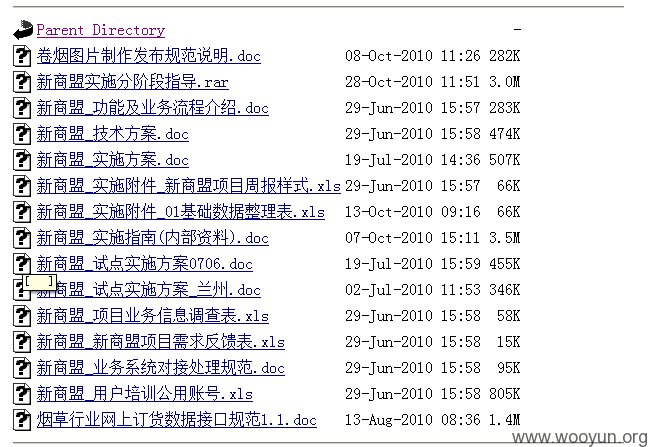 Parent Directory -
卷烟图片制作发布规范说明.doc 08-Oct-2010 11:26 282K
新商盟实施分阶段指导.rar 28-Oct-2010 11:51 3.0M
新商盟_功能及业务流程介绍.doc 29-Jun-2010 15:57 283K
新商盟_技术方案.doc 29-Jun-2010 15:58 474K
新商盟_实施方案.doc 19-Jul-2010 14:36 507K
新商盟_实施附件_新商盟项目周报样式.xls 29-Jun-2010 15:57 66K
新商盟_实施附件_01基础数据整理表.xls 13-Oct-2010 09:16 66K
新商盟_实施指南(内部资料).doc 07-Oct-2010 15:11 3.5M
新商盟_试点实施方案0706.doc 19-Jul-2010 15:59 455K
[ ] 新商盟_试点实施方案_兰州.doc 02-Jul-2010 11:53 346K
新商盟_项目业务信息调查表.xls 29-Jun-2010 15:58 58K
新商盟_新商盟项目需求反馈表.xls 29-Jun-2010 15:58 15K
新商盟_业务系统对接处理规范.doc 29-Jun-2010 15:58 95K
新商盟_用户培训公用账号.xls 29-Jun-2010 15:58 805K
烟草行业网上订货数据接口规范1.1.doc 13-Aug-2010 08:36 1.4M
www.wooyun.org